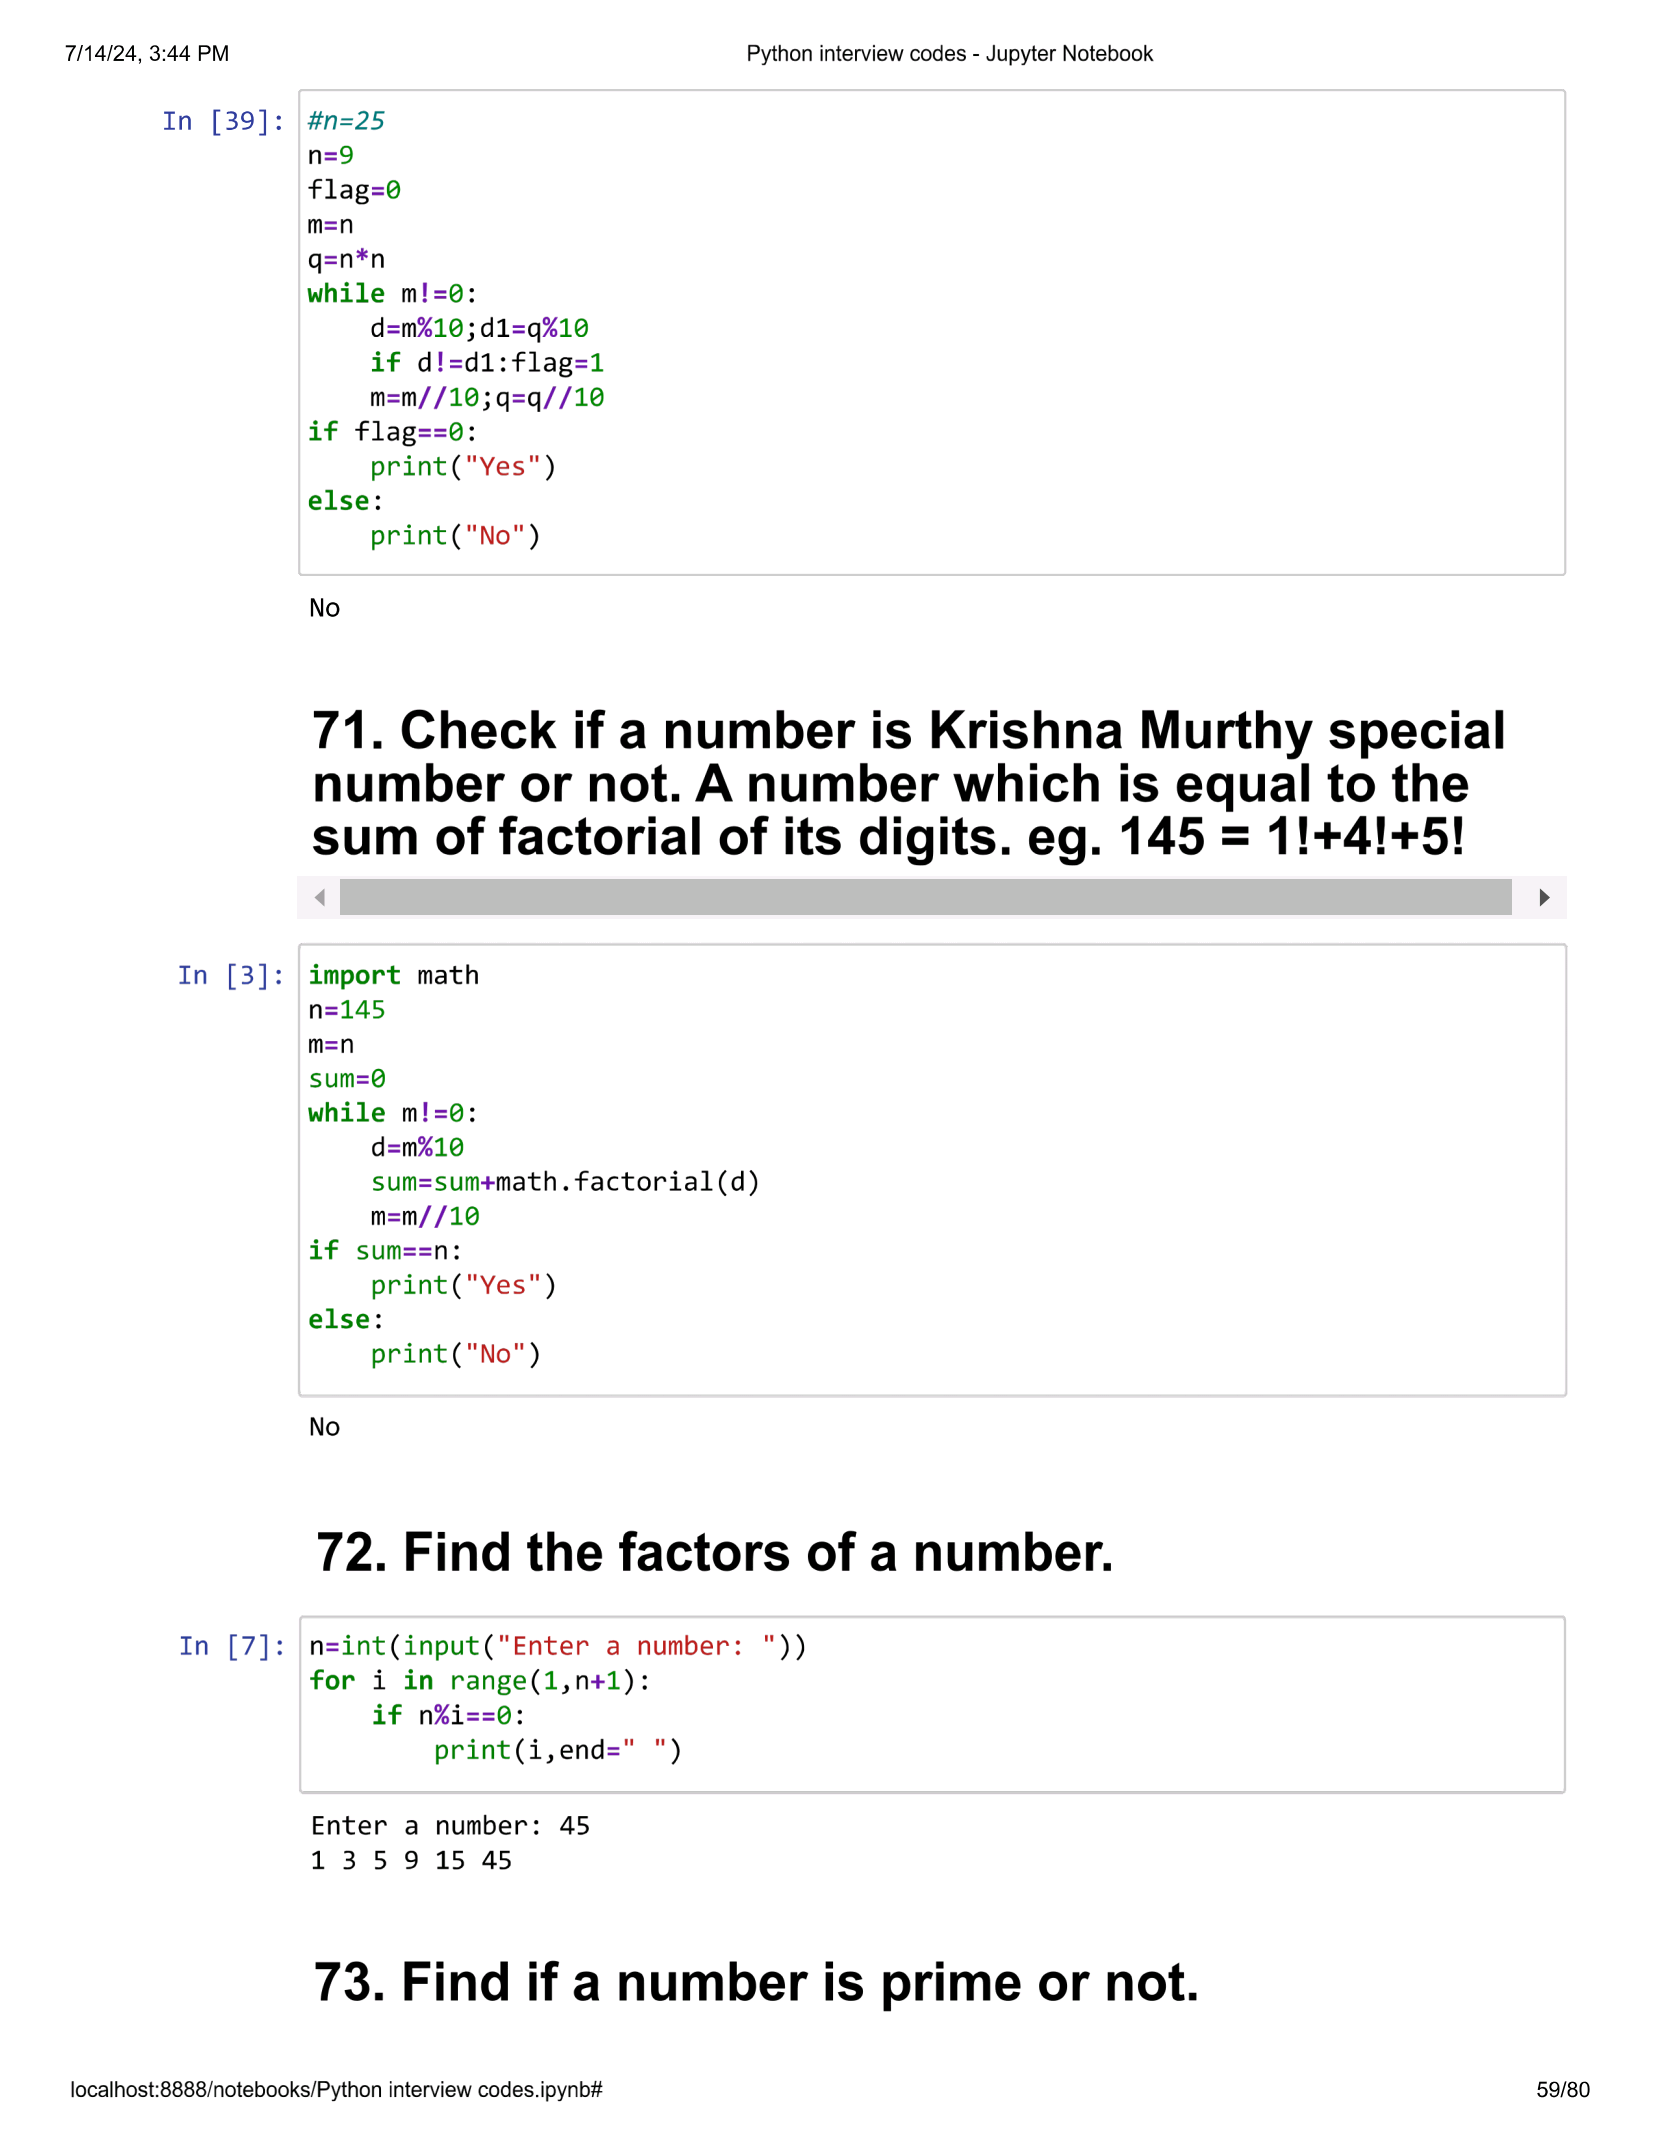 7/14/24, 3:44 PM
Python interview codes - Jupyter Notebook
In [39]:
#n=25
n=9
flag=0
m=n
q=n*n
while m!=0:
    d=m%10;d1=q%10
    if d!=d1:flag=1
    m=m//10;q=q//10
if flag==0:
    print("Yes")
else:
    print("No")
No
71. Check if a number is Krishna Murthy special
number or not. A number which is equal to the
sum of factorial of its digits. eg. 145 = 1!+4!+5!
In [3]:
import math
n=145
m=n
sum=0
while m!=0:
    d=m%10
    sum=sum+math.factorial(d)
    m=m//10
if sum==n:
    print("Yes")
else:
    print("No")
No
72. Find the factors of a number.
In [7]:
n=int(input("Enter a number: "))
for i in range(1,n+1):
    if n%i==0:
        print(i,end=" ")
Enter a number: 45
1 3 5 9 15 45
73. Find if a number is prime or not.
localhost:8888/notebooks/Python interview codes.ipynb#
59/80